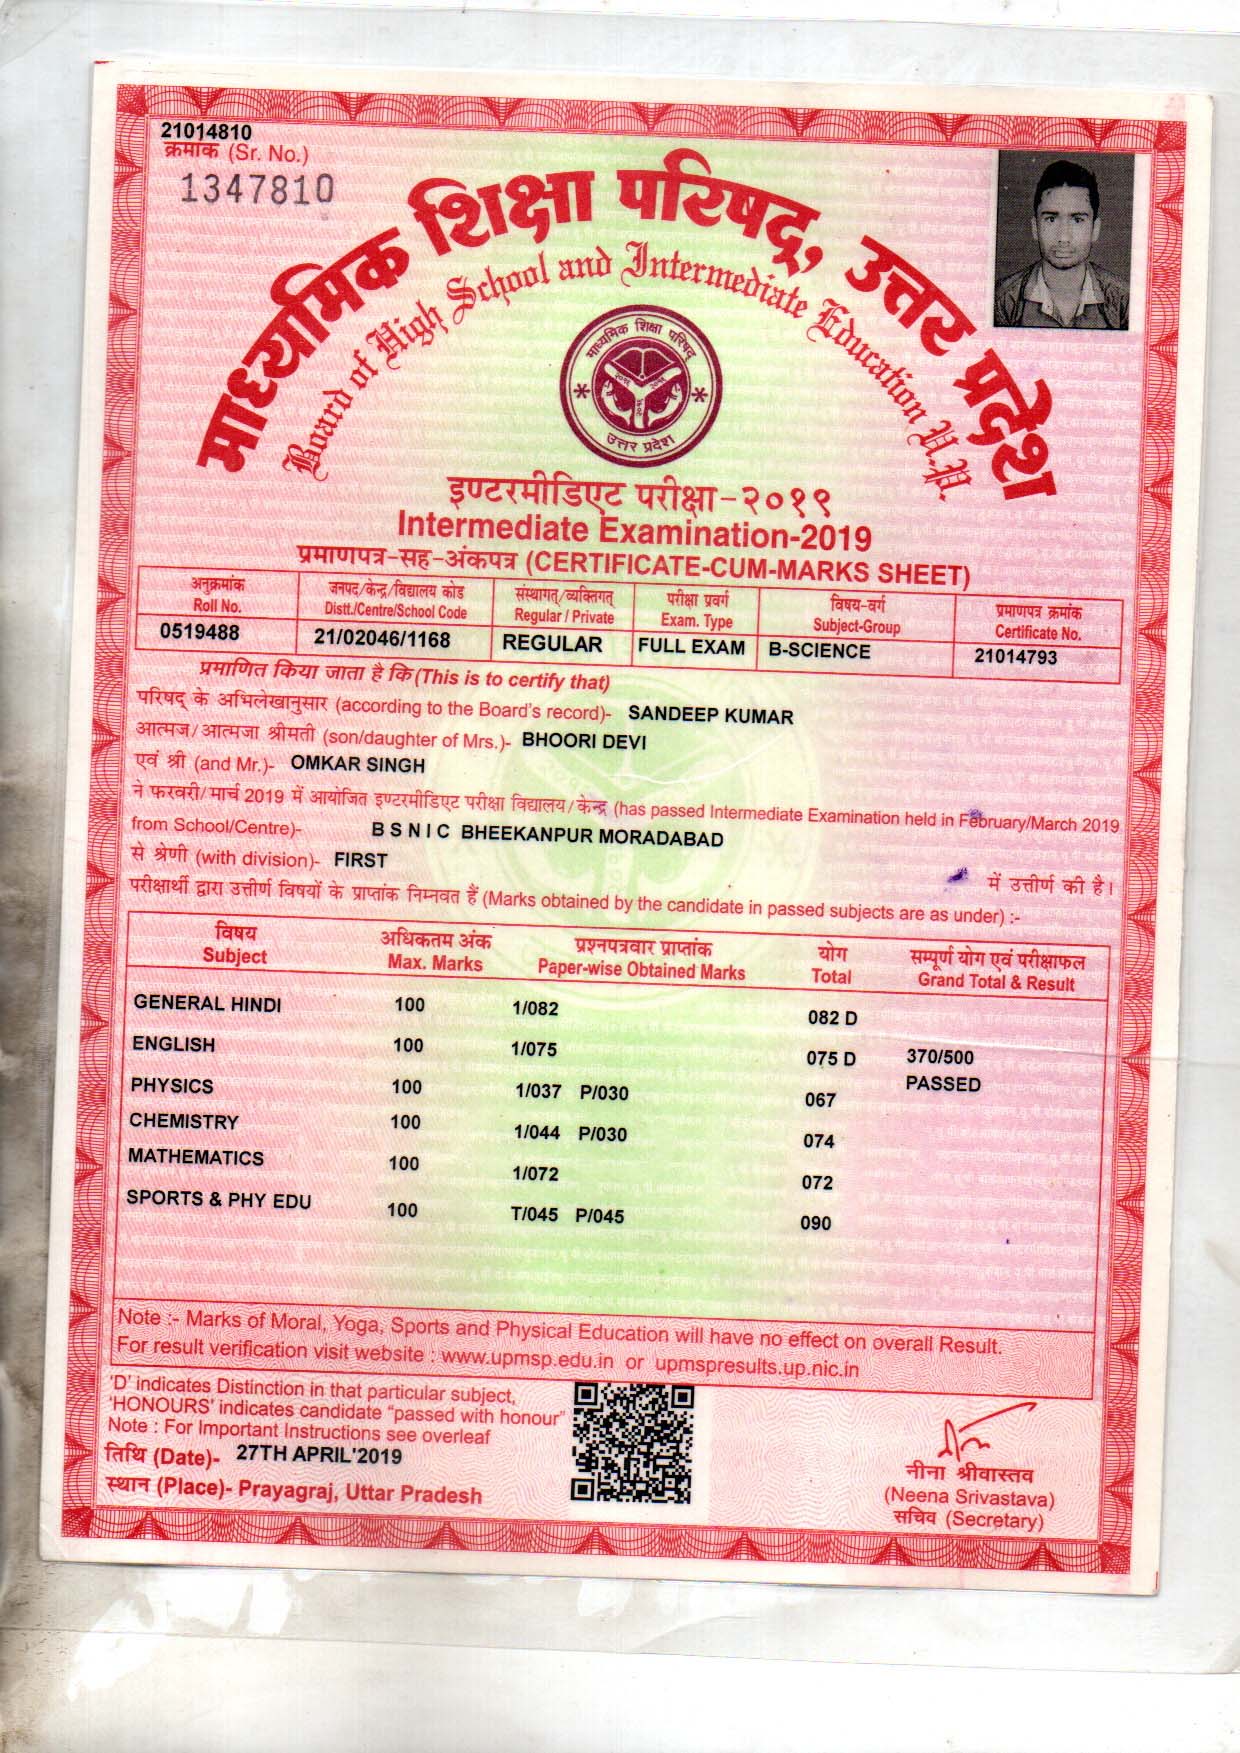 21014810
क्रमांक (Sr. No.)
1347810
माध्यमिक शिक्षा परिषद्, उत्तर प्रदेश
Board of High School and Intermediate Education U.P.
माध्यमिक शिक्षा परिषद्
उत्तर प्रदेश
इण्टरमीडिएट परीक्षा-२०१९
Intermediate Examination-2019
प्रमाणपत्र-सह-अंकपत्र (CERTIFICATE-CUM-MARKS SHEET)
अनुक्रमांक जनपद/केन्द्र/विद्यालय कोड संस्थागत्/व्यक्तिगत् परीक्षा प्रवर्ग विषय-वर्ग प्रमाणपत्र क्रमांक
Roll No. Distt./Centre/School Code Regular / Private Exam. Type Subject-Group Certificate No.
0519488 21/02046/1168 REGULAR FULL EXAM B-SCIENCE 21014793
प्रमाणित किया जाता है कि (This is to certify that)
परिषद् के अभिलेखानुसार (according to the Board's record)- SANDEEP KUMAR
आत्मज/आत्मजा श्रीमती (son/daughter of Mrs.)- BHOORI DEVI
एवं श्री (and Mr.)- OMKAR SINGH
ने फरवरी/मार्च 2019 में आयोजित इण्टरमीडिएट परीक्षा विद्यालय/केन्द्र (has passed Intermediate Examination held in February/March 2019
from School/Centre)- B S N I C BHEEKANPUR MORADABAD
से श्रेणी (with division)- FIRST में उत्तीर्ण की है।
परीक्षार्थी द्वारा उत्तीर्ण विषयों के प्राप्तांक निम्नवत हैं (Marks obtained by the candidate in passed subjects are as under) :-
विषय अधिकतम अंक प्रश्नपत्रवार प्राप्तांक योग सम्पूर्ण योग एवं परीक्षाफल
Subject Max. Marks Paper-wise Obtained Marks Total Grand Total & Result
GENERAL HINDI 100 1/082 082 D
ENGLISH 100 1/075 075 D 370/500
PASSED
PHYSICS 100 1/037 P/030 067
CHEMISTRY 100 1/044 P/030 074
MATHEMATICS 100 1/072 072
SPORTS & PHY EDU 100 T/045 P/045 090
Note :- Marks of Moral, Yoga, Sports and Physical Education will have no effect on overall Result.
For result verification visit website : www.upmsp.edu.in or upmspresults.up.nic.in
'D' indicates Distinction in that particular subject,
'HONOURS' indicates candidate "passed with honour"
Note : For Important Instructions see overleaf
तिथि (Date)- 27TH APRIL'2019
स्थान (Place)- Prayagraj, Uttar Pradesh
नीना श्रीवास्तव
(Neena Srivastava)
सचिव (Secretary)